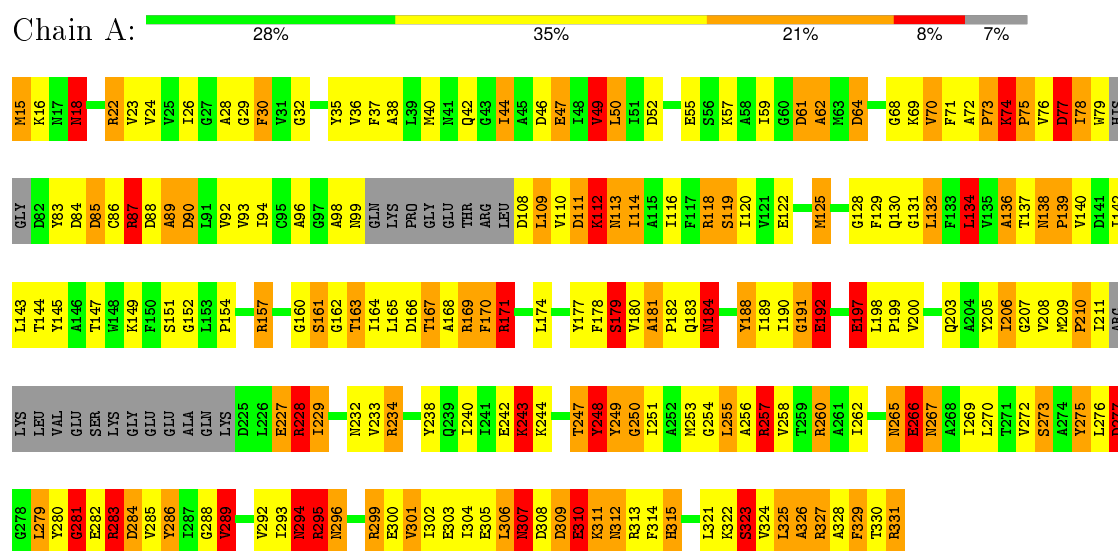 Chain A:
28% 35% 21% 8% 7%
M15 K16 N17 N18 R22 V23 V24 V25 I26 G27 A28 G29 F30 V31 G32 Y35 V36 F37 A38 L39 M40 N41 Q42 G43 I44 A45 D46 E47 I48 V49 L50 I51 D52 E55 S56 K57 A58 I59 G60 D61 A62 M63 D64 G68 K69 V70 F71 A72 P73 K74 P75 V76 D77 I78 W79 HIS
GLY D82 Y83 D84 D85 C86 R87 D88 A89 D90 L91 V92 V93 I94 C95 A96 G97 A98 N99 GLN LYS PRO GLY GLU THR ARG LEU D108 L109 V110 D111 K112 N113 I114 A115 I116 F117 R118 S119 I120 V121 E122 M125 G128 F129 Q130 G131 L132 F133 L134 V135 A136 T137 N138 P139 V140 D141 I142
L143 T144 Y145 A146 T147 W148 K149 F150 S151 G152 L153 P154 R157 G160 S161 G162 T163 I164 L165 D166 T167 A168 R169 F170 R171 L174 Y177 F178 S179 V180 A181 P182 Q183 N184 Y188 I189 I190 G191 E192 E197 L198 P199 V200 Q203 A204 Y205 I206 G207 V208 M209 P210 I211 ARG
LYS LEU VAL SER LYS GLY GLU GLU ALA GLN LYS D225 L226 E227 R228 I229 N232 V233 R234 Y238 Q239 E240 I241 E242 K243 K244 T247 Y248 Y249 G250 I251 A252 M253 G254 L255 A256 R257 V258 T259 R260 A261 I262 N265 E266 N267 A268 I269 L270 T271 V272 S273 A274 Y275 L276 D277
G278 L279 Y280 G281 E282 R283 D284 V285 Y286 I287 G288 V289 V292 I293 N294 R295 N296 R299 E300 V301 I302 E303 I304 E305 L306 N307 D308 D309 E310 K311 N312 R313 F314 H315 L321 K322 S323 V324 L325 A326 R327 A328 F329 T330 R331